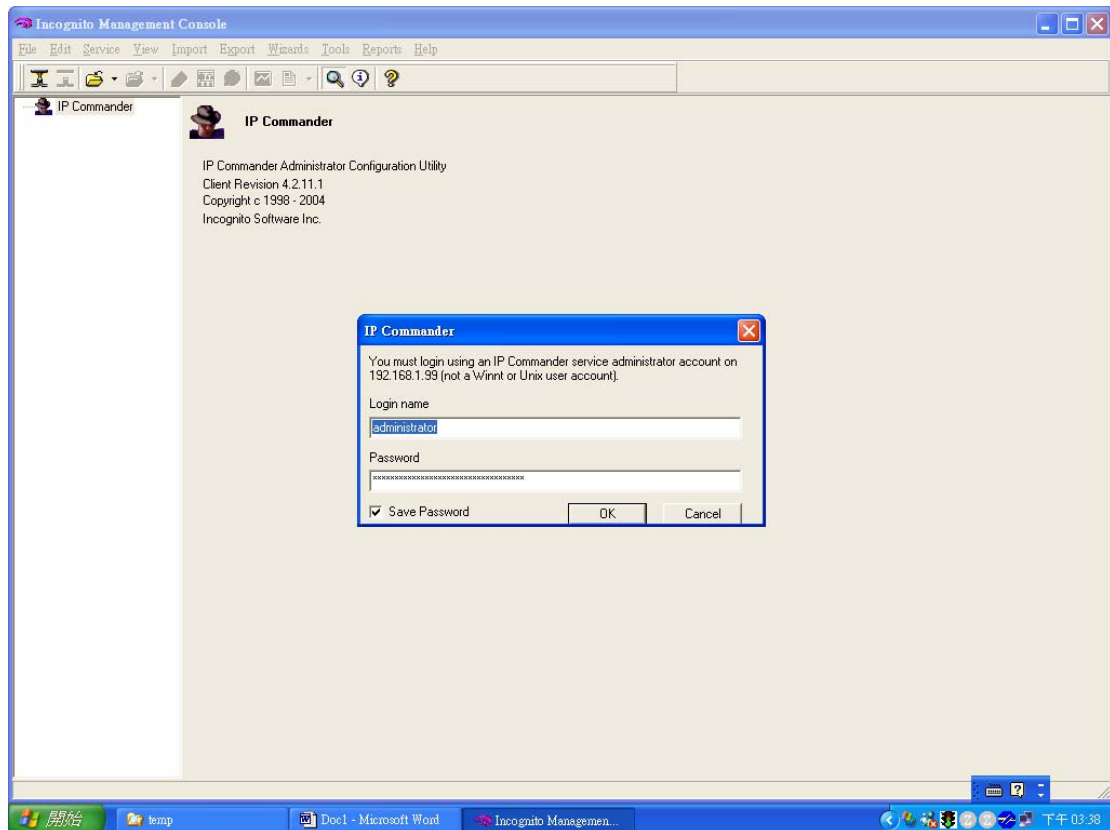 Incognito Management Console
File Edit Service View Import Export Wizards Tools Reports Help
IP Commander
IP Commander
IP Commander Administrator Configuration Utility
Client Revision 4.2.11.1
Copyright c 1998 - 2004
Incognito Software Inc.
IP Commander
You must login using an IP Commander service administrator account on
192.168.1.99 (not a Winnt or Unix user account).
Login name
administrator
Password
***********************************
Save Password
OK Cancel
開始 temp Doc1 - Microsoft Word Incognito Managemen... 下午 03:38